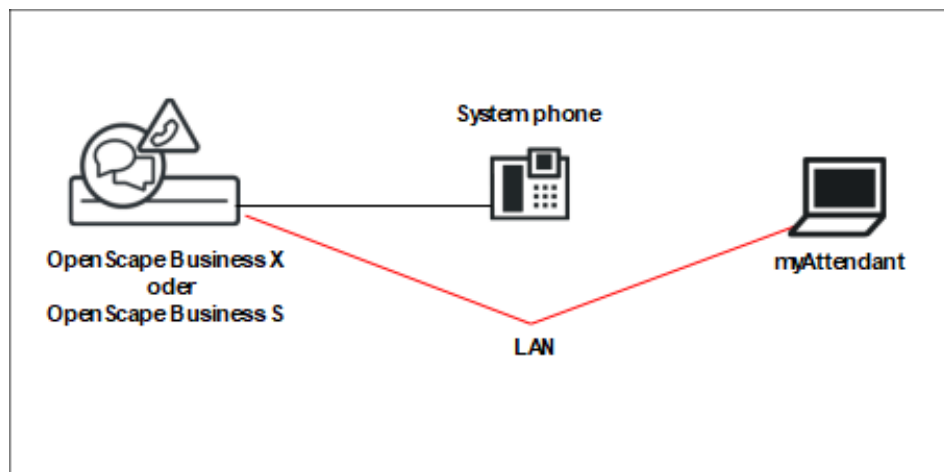 System phone
OpenScape Business X
oder
OpenScape Business S
myAttendant
LAN